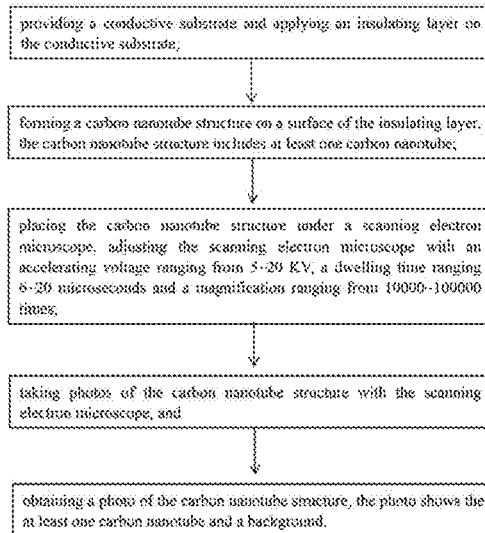 providing a conductive substrate and applying an insulating layer on
the conductive substrate;
forming a carbon nanotube structure on a surface of the insulating layer,
the carbon nanotube structure includes at least one carbon nanotube;
placing the carbon nanotube structure under a scanning electron
microscope, adjusting the scanning electron microscope with an
accelerating voltage ranging from 5~20 KV, a dwelling time ranging
6~20 microseconds and a magnification ranging from 10000~100000
times;
taking photos of the carbon nanotube structure with the scanning
electron microscope, and
obtaining a photo of the carbon nanotube structure, the photo shows the
at least one carbon nanotube and a background.